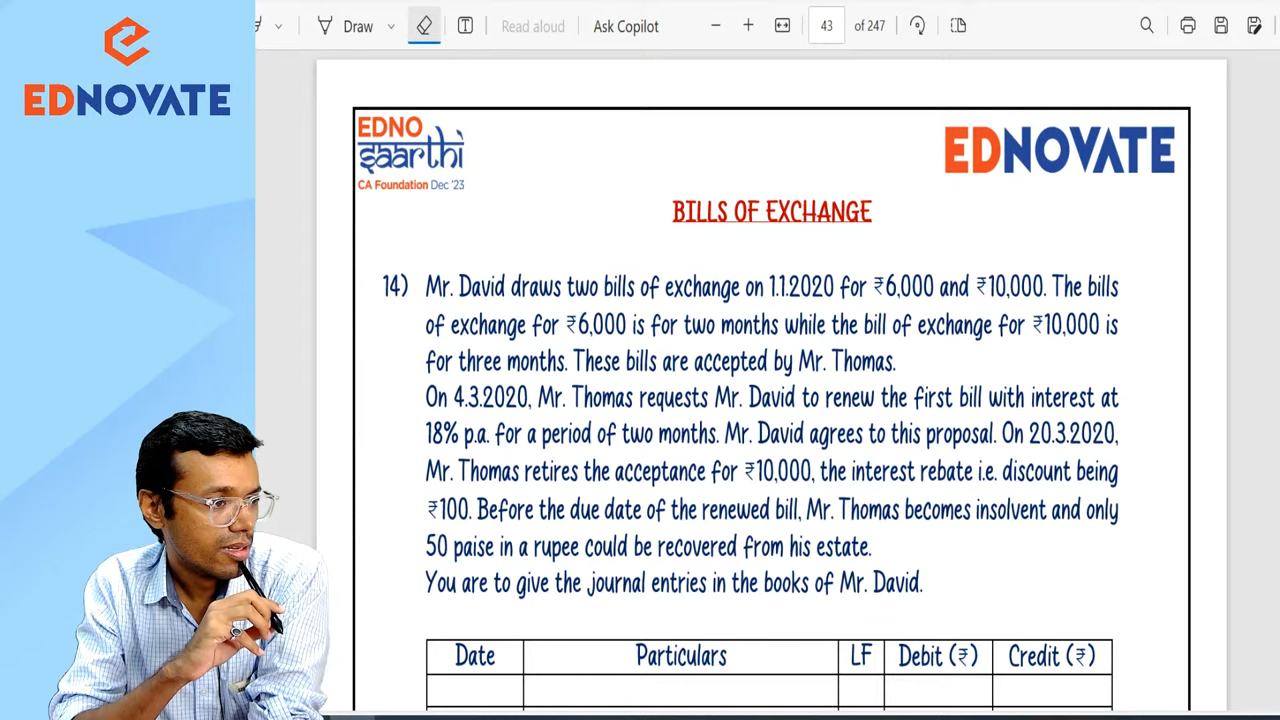 EDNOVATE
Draw
Read aloud
Ask Copilot
43
of 247
EDNO
saarthi
CA Foundation Dec '23
EDNOVATE
BILLS OF EXCHANGE
14) Mr. David draws two bills of exchange on 1.1.2020 for ₹6,000 and ₹10,000. The bills
of exchange for ₹6,000 is for two months while the bill of exchange for ₹10,000 is
for three months. These bills are accepted by Mr. Thomas.
On 4.3.2020, Mr. Thomas requests Mr. David to renew the first bill with interest at
18% p.a. for a period of two months. Mr. David agrees to this proposal. On 20.3.2020,
Mr. Thomas retires the acceptance for ₹10,000, the interest rebate i.e. discount being
₹100. Before the due date of the renewed bill, Mr. Thomas becomes insolvent and only
50 paise in a rupee could be recovered from his estate.
You are to give the journal entries in the books of Mr. David.
Date Particulars LF Debit (₹) Credit (₹)